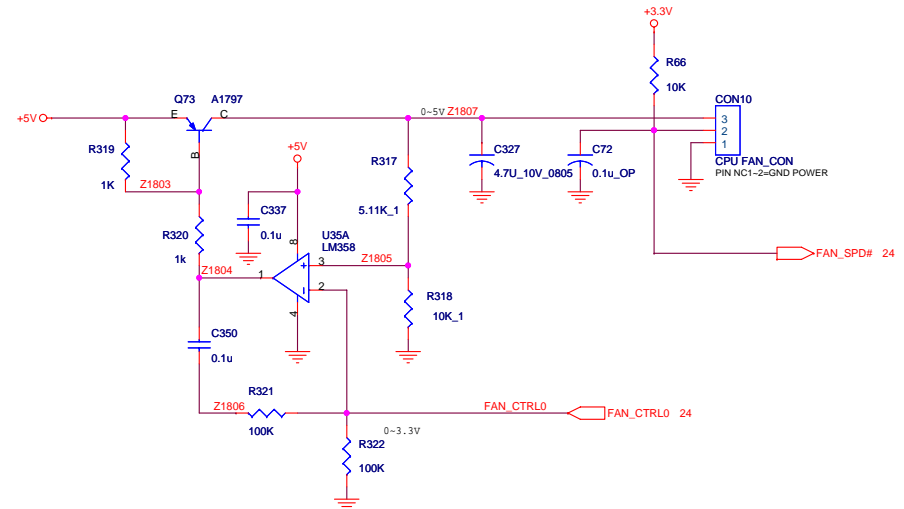 +3.3V
R66
10K
Q73 A1797
E
C
B
+5V
0~5V Z1807
CON10
3
2
1
CPU FAN_CON
PIN NC1~2=GND POWER
R319
1K
Z1803
+5V
R317
5.11K_1
C327
4.7U_10V_0805
C72
0.1u_OP
C337
0.1u
R320
1k
U35A
LM358
8
Z1804
1
3
Z1805
2
4
FAN_SPD# 24
R318
10K_1
C350
0.1u
R321
Z1806
100K
FAN_CTRL0
FAN_CTRL0 24
0~3.3V
R322
100K